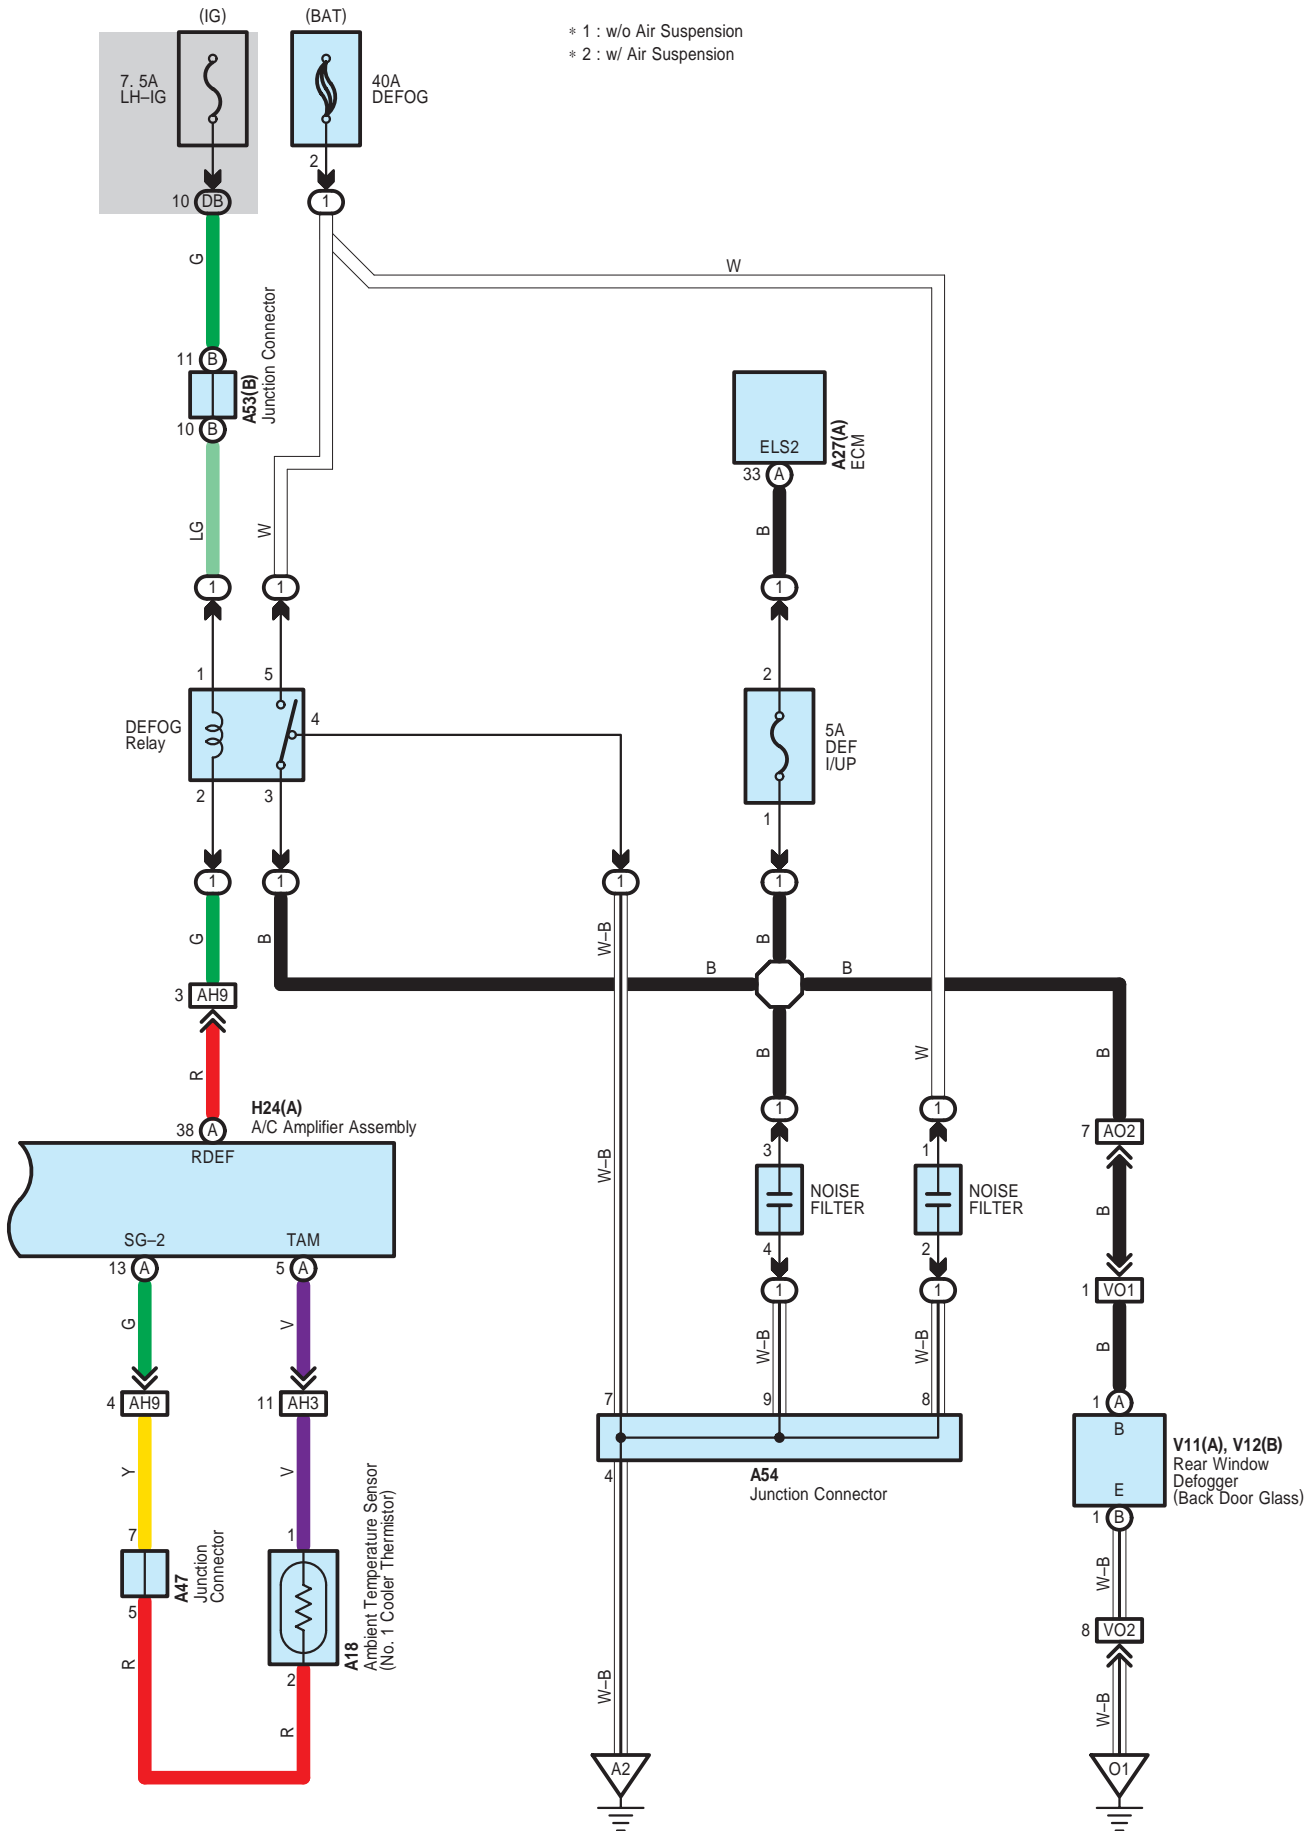 (IG)
(BAT)
* 1 : w/o Air Suspension
* 2 : w/ Air Suspension
7. 5A
LH–IG
40A
DEFOG
2
10 DB
1
G
W
11 B
A53(B)
Junction Connector
10 B
ELS2
A27(A)
ECM
33 A
LG
W
B
1
1
1
1
5
2
DEFOG
Relay
4
5A
DEF
I/UP
2
3
1
1
1
1
1
G
B
W–B
B
B
B
3 AH9
B
W
B
R
H24(A)
A/C Amplifier Assembly
1
1
38 A
7 AO2
RDEF
3
1
W–B
NOISE
FILTER
NOISE
FILTER
B
SG–2
TAM
4
2
13 A
5 A
1
1
1 VO1
G
V
W–B
W–B
B
4 AH9
11 AH3
7
9
8
1 A
B
V11(A), V12(B)
Rear Window
Defogger
(Back Door Glass)
E
Y
V
4
A54
Junction Connector
1 B
7
1
A47
Junction
Connector
A18
Ambient Temperature Sensor
(No. 1 Cooler Thermistor)
W–B
5
8 VO2
R
2
R
W–B
W–B
A2
O1